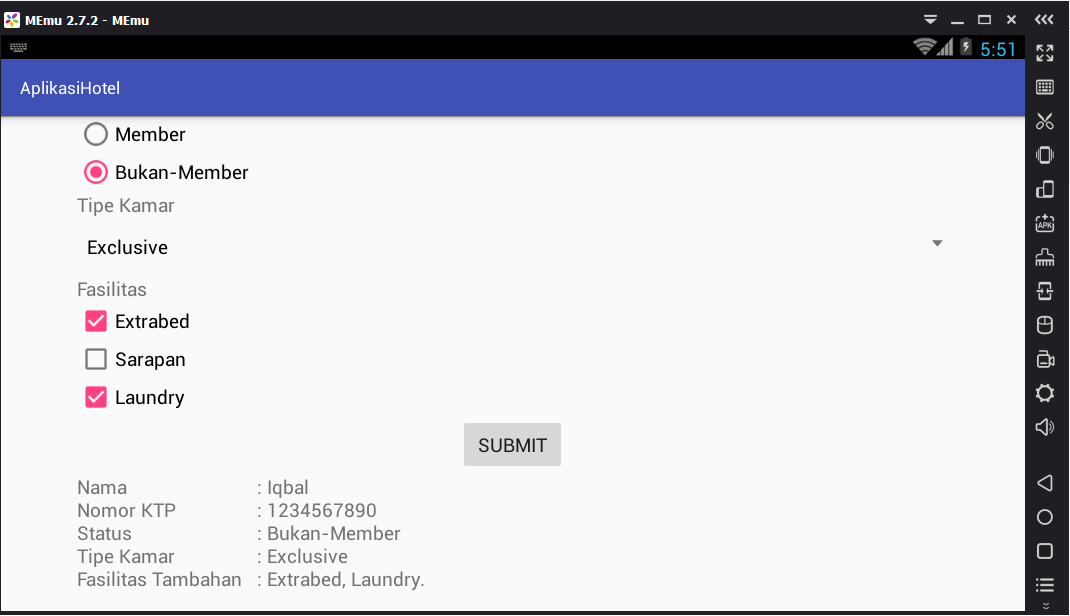 MEmu 2.7.2 - MEmu
5:51
AplikasiHotel
Member
Bukan-Member
Tipe Kamar
Exclusive
Fasilitas
Extrabed
Sarapan
Laundry
SUBMIT
Nama : Iqbal
Nomor KTP : 1234567890
Status : Bukan-Member
Tipe Kamar : Exclusive
Fasilitas Tambahan : Extrabed, Laundry.
APK